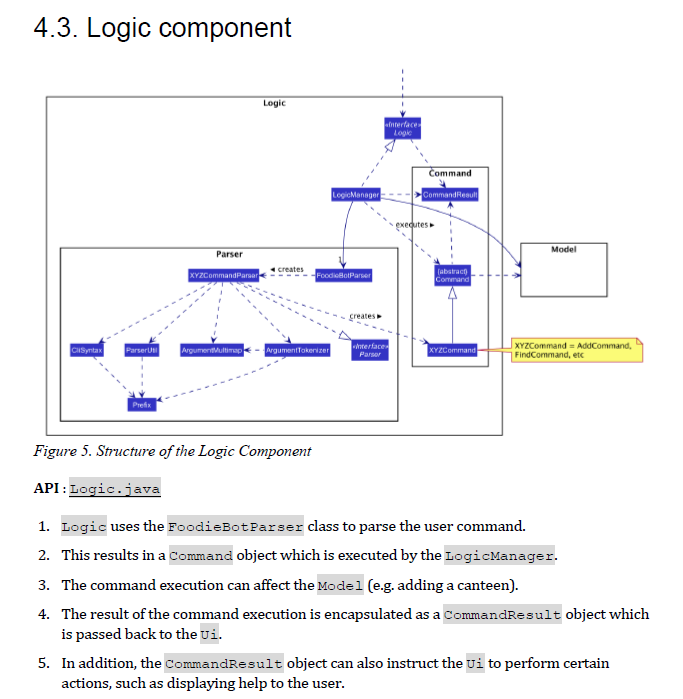 4.3. Logic component
Logic
«Interface»
Logic
Command
LogicManager
CommandResult
executes ▸
Parser
Model
XYZCommandParser
◂ creates
FoodieBotParser
{abstract}
Command
creates ▸
CliSyntax
ParserUtil
ArgumentMultimap
ArgumentTokenizer
«Interface»
Parser
XYZCommand
XYZCommand = AddCommand,
FindCommand, etc
Prefix
Figure 5. Structure of the Logic Component
API : Logic.java
1. Logic uses the FoodieBotParser class to parse the user command.
2. This results in a Command object which is executed by the LogicManager.
3. The command execution can affect the Model (e.g. adding a canteen).
4. The result of the command execution is encapsulated as a CommandResult object which
is passed back to the Ui.
5. In addition, the CommandResult object can also instruct the Ui to perform certain
actions, such as displaying help to the user.